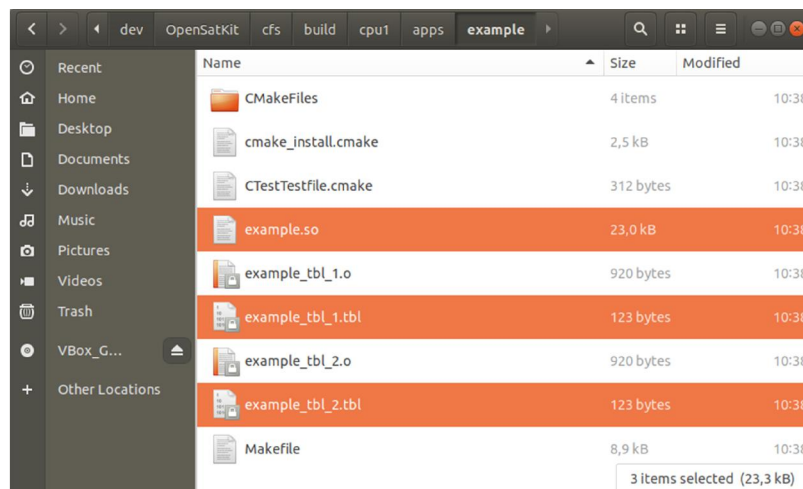 dev OpenSatKit cfs build cpu1 apps example
Recent
Home
Desktop
Documents
Downloads
Music
Pictures
Videos
Trash
VBox_G...
Other Locations
Name Size Modified
CMakeFiles 4 items 10:38
cmake_install.cmake 2,5 kB 10:38
CTestTestfile.cmake 312 bytes 10:38
example.so 23,0 kB 10:38
example_tbl_1.o 920 bytes 10:38
example_tbl_1.tbl 123 bytes 10:38
example_tbl_2.o 920 bytes 10:38
example_tbl_2.tbl 123 bytes 10:38
Makefile 8,9 kB 10:38
3 items selected (23,3 kB)